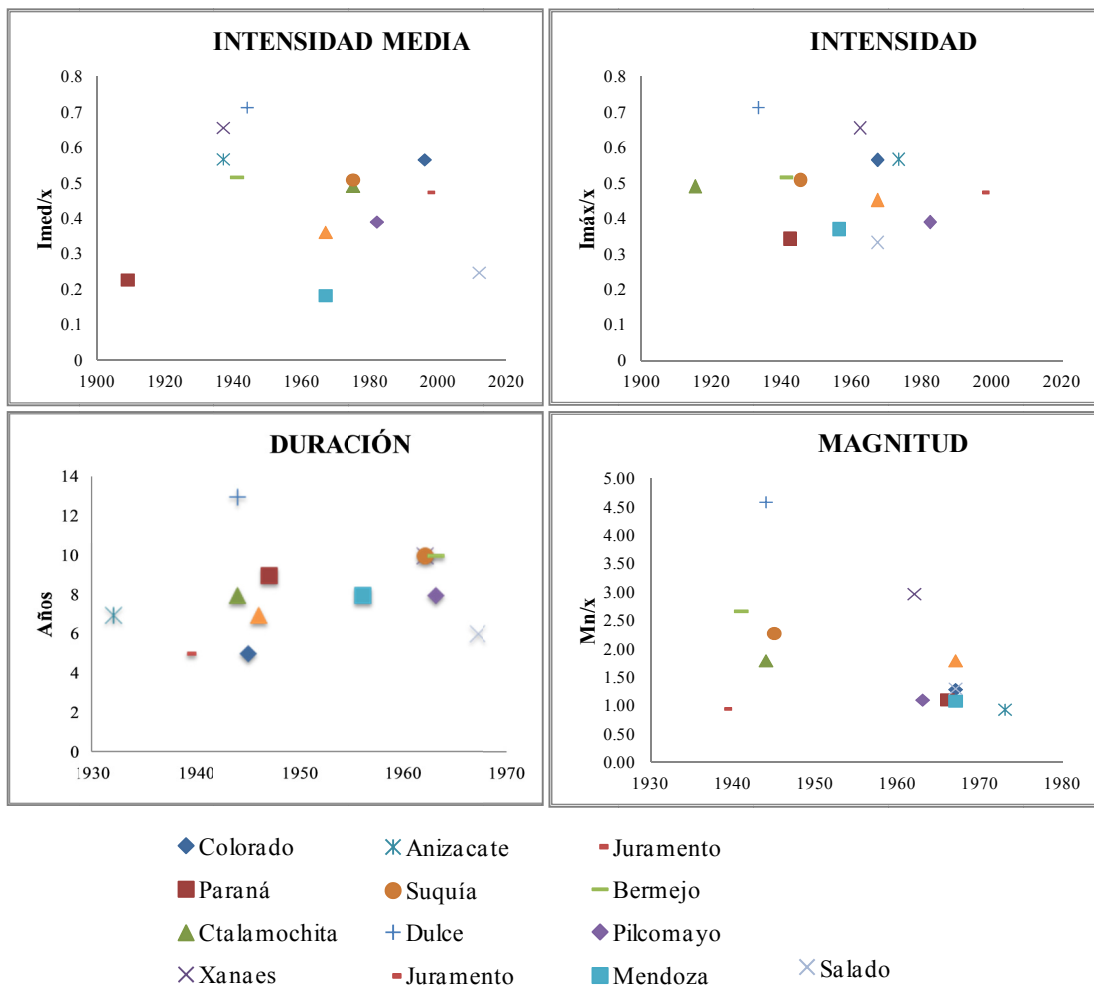 INTENSIDAD MEDIA
Imed/x
0.8
0.7
0.6
0.5
0.4
0.3
0.2
0.1
0
1900 1920 1940 1960 1980 2000 2020
INTENSIDAD
Imáx/x
0.8
0.7
0.6
0.5
0.4
0.3
0.2
0.1
0
1900 1920 1940 1960 1980 2000 2020
DURACIÓN
Años
14
12
10
8
6
4
2
0
1930 1940 1950 1960 1970
MAGNITUD
Mn/x
5.00
4.50
4.00
3.50
3.00
2.50
2.00
1.50
1.00
0.50
0.00
1930 1940 1950 1960 1970 1980
Colorado Anizacate Juramento
Paraná Suquía Bermejo
Ctalamochita Dulce Pilcomayo
Xanaes Juramento Mendoza Salado